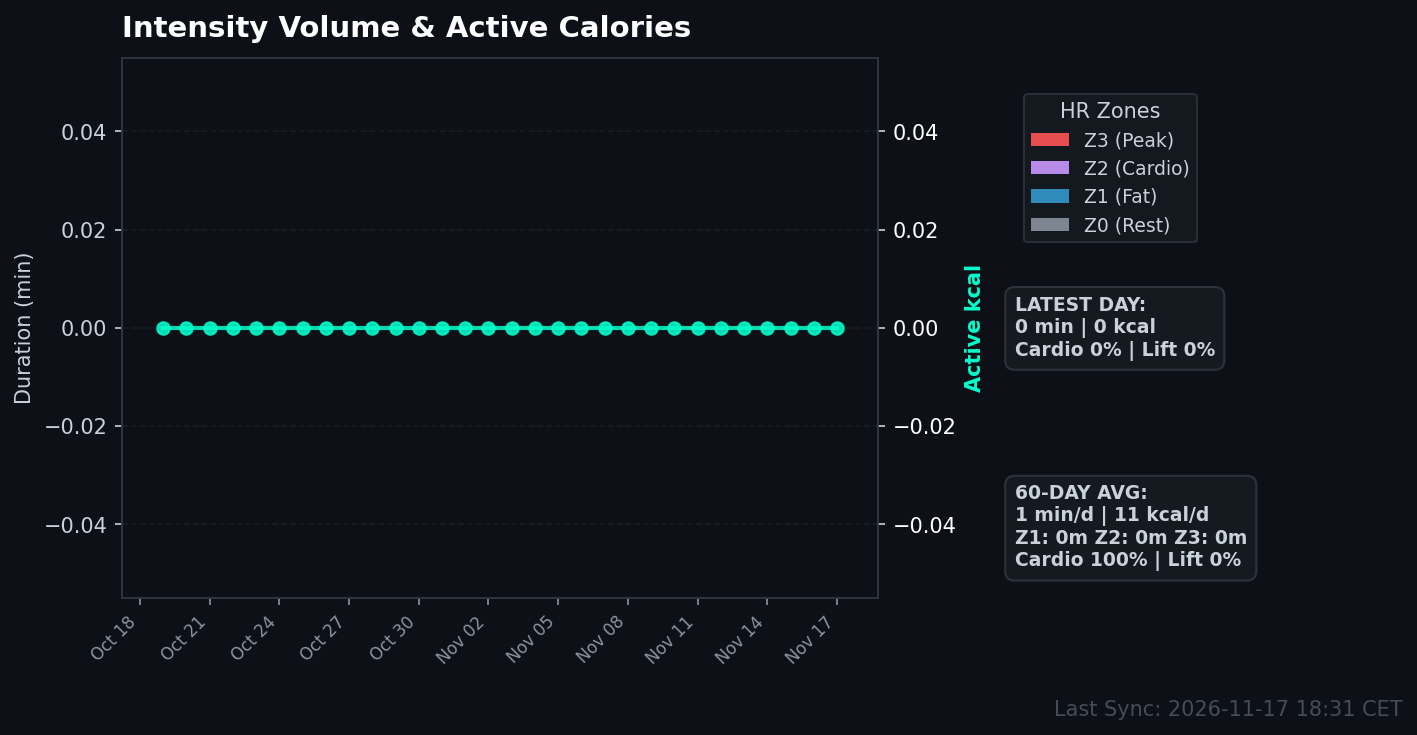 Intensity Volume & Active Calories
Duration (min)
0.04
0.02
0.00
−0.02
−0.04
0.04
0.02
0.00
−0.02
−0.04
Active kcal
Oct 18
Oct 21
Oct 24
Oct 27
Oct 30
Nov 02
Nov 05
Nov 08
Nov 11
Nov 14
Nov 17
HR Zones
Z3 (Peak)
Z2 (Cardio)
Z1 (Fat)
Z0 (Rest)
LATEST DAY:
0 min | 0 kcal
Cardio 0% | Lift 0%
60-DAY AVG:
1 min/d | 11 kcal/d
Z1: 0m Z2: 0m Z3: 0m
Cardio 100% | Lift 0%
Last Sync: 2026-11-17 18:31 CET